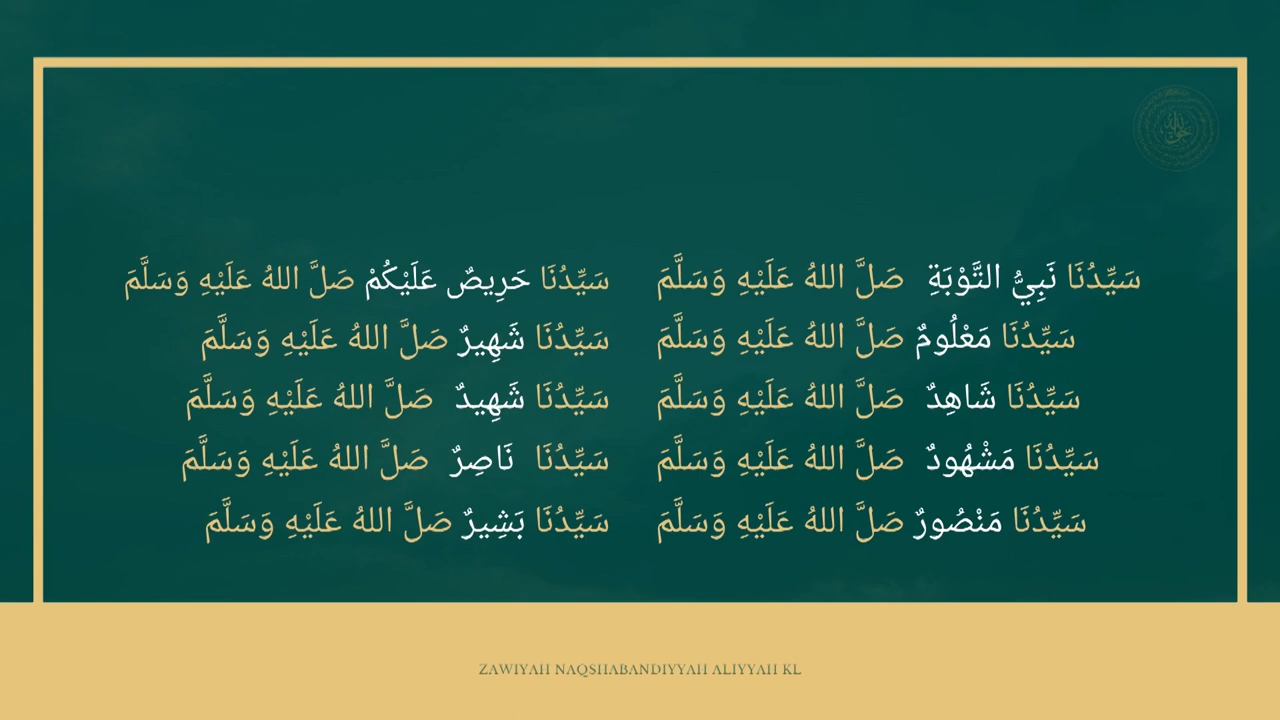 سَيِّدُنَا نَبِيُّ التَّوْبَةِ صَلَّ اللهُ عَلَيْهِ وَسَلَّمَ سَيِّدُنَا حَرِيصٌ عَلَيْكُمْ صَلَّ اللهُ عَلَيْهِ وَسَلَّمَ
سَيِّدُنَا مَعْلُومٌ صَلَّ اللهُ عَلَيْهِ وَسَلَّمَ سَيِّدُنَا شَهِيرٌ صَلَّ اللهُ عَلَيْهِ وَسَلَّمَ
سَيِّدُنَا شَاهِدٌ صَلَّ اللهُ عَلَيْهِ وَسَلَّمَ سَيِّدُنَا شَهِيدٌ صَلَّ اللهُ عَلَيْهِ وَسَلَّمَ
سَيِّدُنَا مَشْهُودٌ صَلَّ اللهُ عَلَيْهِ وَسَلَّمَ سَيِّدُنَا نَاصِرٌ صَلَّ اللهُ عَلَيْهِ وَسَلَّمَ
سَيِّدُنَا مَنْصُورٌ صَلَّ اللهُ عَلَيْهِ وَسَلَّمَ سَيِّدُنَا بَشِيرٌ صَلَّ اللهُ عَلَيْهِ وَسَلَّمَ
ZAWIYAH NAQSHABANDIYYAH ALIYYAH KL